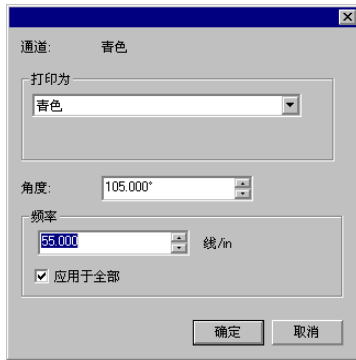 通道: 青色
打印为
青色
角度: 105.000°
频率
55.000 线/in
应用于全部
确定 取消